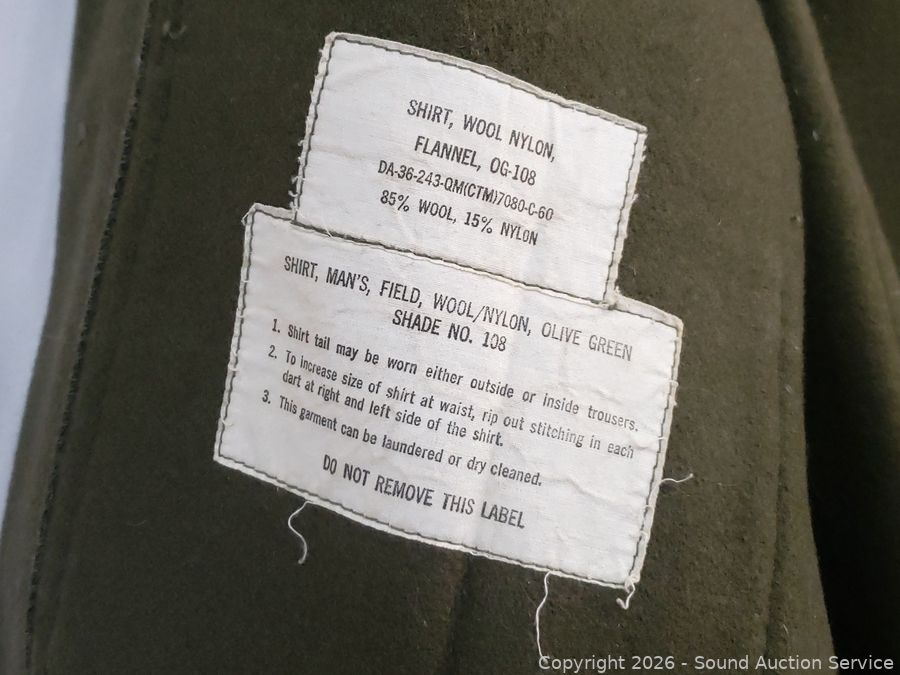 SHIRT, WOOL NYLON,
FLANNEL, OG-108
DA-36-243-QM(CTM)7080-C-60
85% WOOL, 15% NYLON
SHIRT, MAN'S, FIELD, WOOL/NYLON, OLIVE GREEN
SHADE NO. 108
1. Shirt tail may be worn either outside or inside trousers.
2. To increase size of shirt at waist, rip out stitching in each
dart at right and left side of the shirt.
3. This garment can be laundered or dry cleaned.
DO NOT REMOVE THIS LABEL
Copyright © 2026 - Sound Auction Service